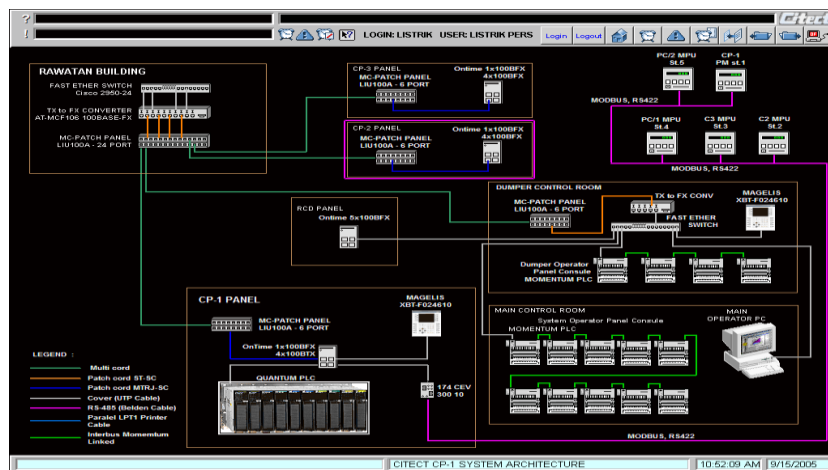 ?
!
Citect
LOGIN: LISTRIK USER: LISTRIK PERS
Login
Logout
RAWATAN BUILDING
FAST ETHER SWITCH
Cisco 2950-24
TX to FX CONVERTER
AT-MCF106 100BASE-FX
MC-PATCH PANEL
LIU100A - 24 PORT
CP-3 PANEL
MC-PATCH PANEL
LIU100A - 6 PORT
Ontime 1x100BFX
4x100BFX
CP-2 PANEL
MC-PATCH PANEL
LIU100A - 6 PORT
Ontime 1x100BFX
4x100BFX
PC/2 MPU
St.5
CP-1
PM st.1
MODBUS, RS422
PC/1 MPU
St.4
C3 MPU
St.3
C2 MPU
St.2
MODBUS, RS422
RCD PANEL
Ontime 5x100BFX
DUMPER CONTROL ROOM
MC-PATCH PANEL
LIU100A - 6 PORT
TX to FX CONV
FAST ETHER
SWITCH
MAGELIS
XBT-F024610
Dumper Operator
Panel Consule
MOMENTUM PLC
CP-1 PANEL
MC-PATCH PANEL
LIU100A - 6 PORT
MAGELIS
XBT-F024610
OnTime 1x100BFX
4x100BTX
QUANTUM PLC
174 CEV
300 10
MAIN CONTROL ROOM
System Operator Panel Consule
MOMENTUM PLC
MAIN
OPERATOR PC
MODBUS, RS422
LEGEND :
Multi cord
Patch cord ST-SC
Patch cord MTRJ-SC
Cover (UTP Cable)
RS-485 (Belden Cable)
Paralel LPT1 Printer
Cable
Interbus Momentum
Linked
CITECT CP-1 SYSTEM ARCHITECTURE
10:52:09 AM
9/15/2005